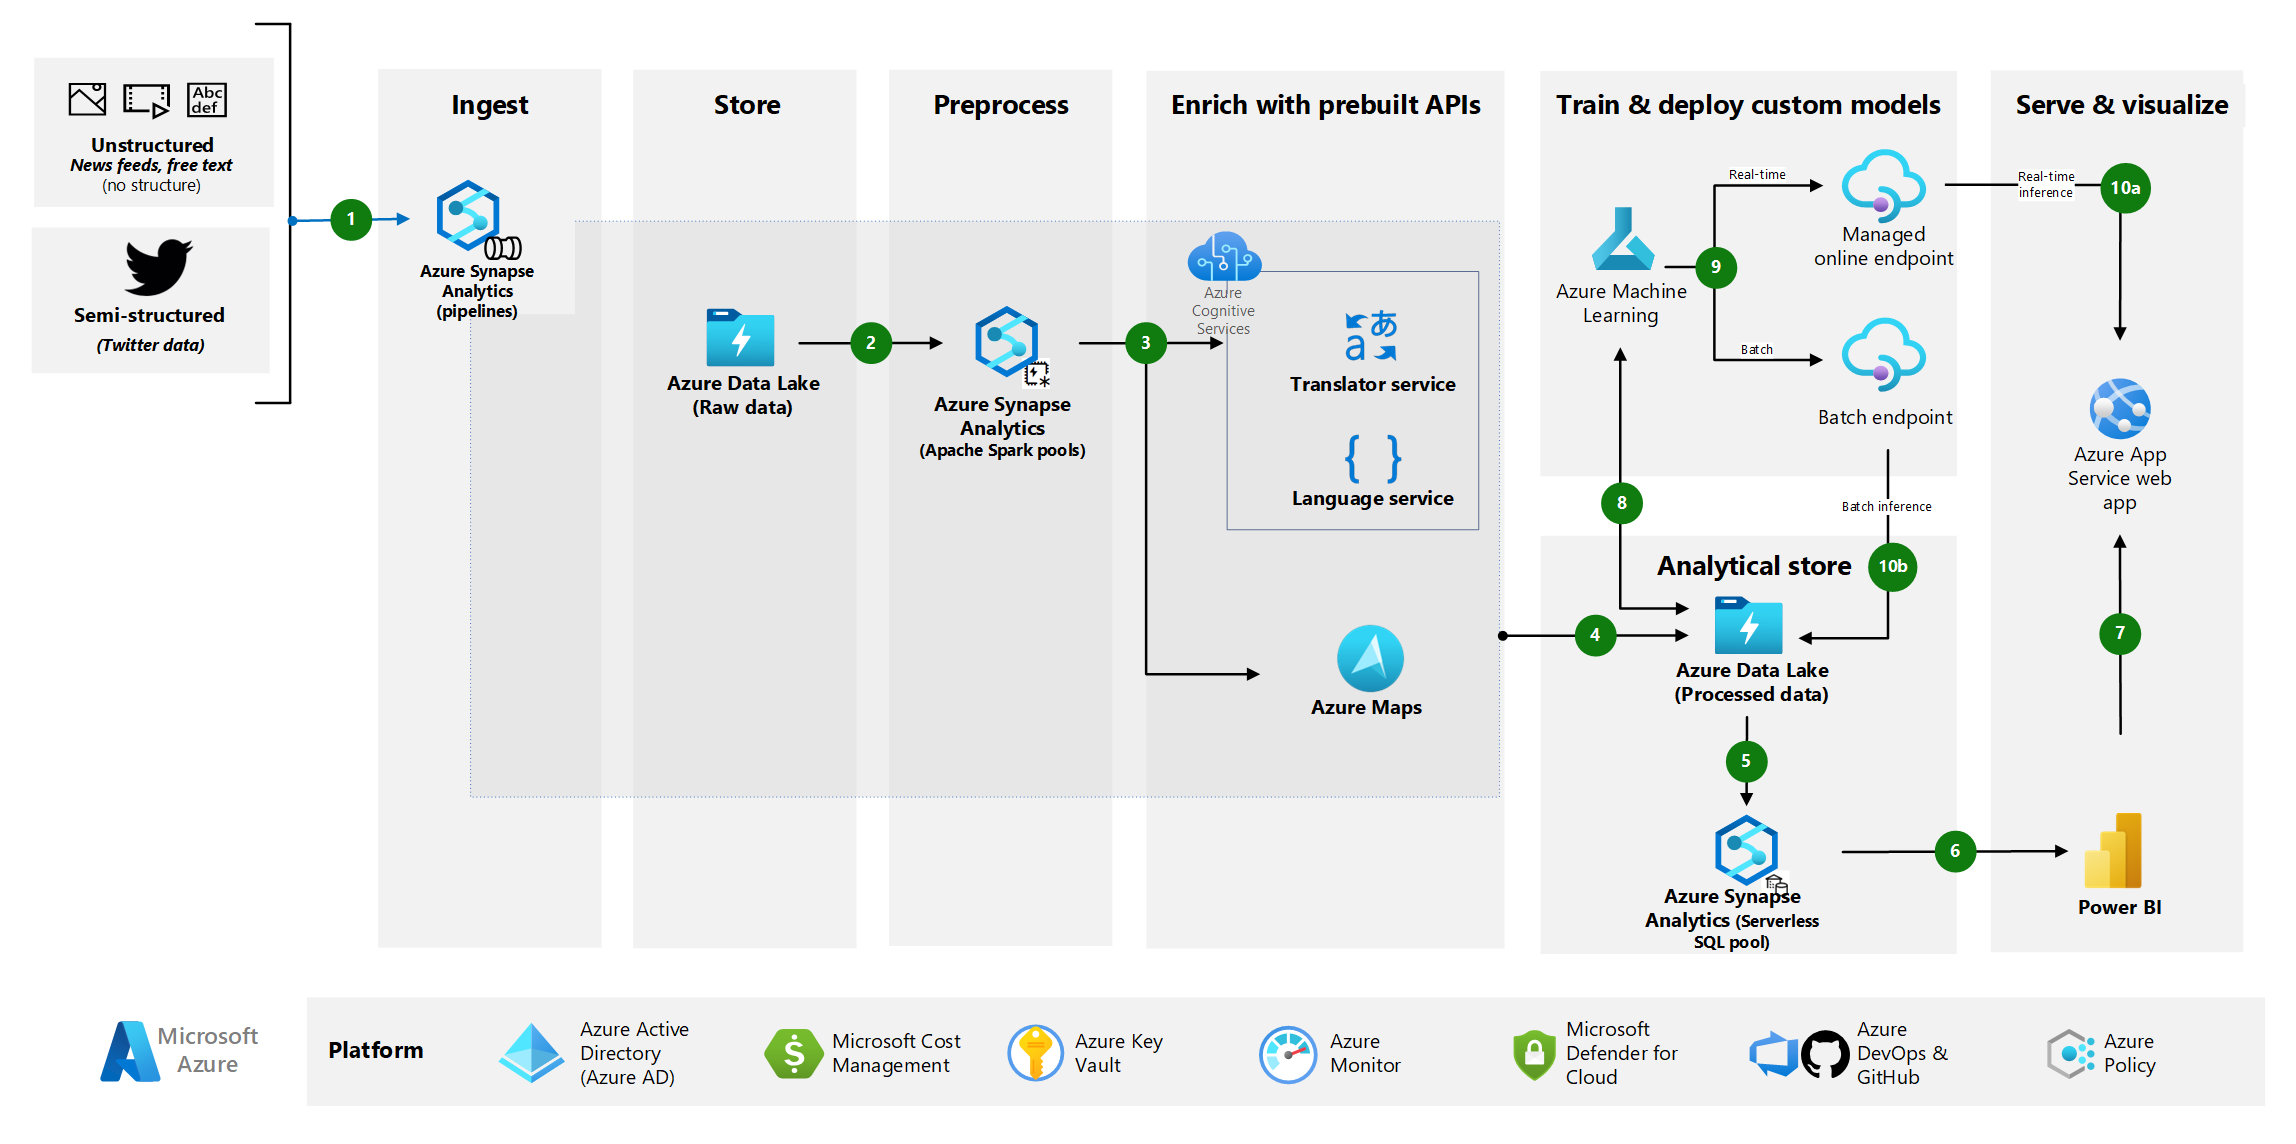 Abc
def
Unstructured
News feeds, free text
(no structure)
Semi-structured
(Twitter data)
1
Ingest
Azure Synapse
Analytics
(pipelines)
Store
Azure Data Lake
(Raw data)
2
Preprocess
Azure Synapse
Analytics
(Apache Spark pools)
3
Enrich with prebuilt APIs
Azure
Cognitive
Services
a あ
Translator service
{ }
Language service
Azure Maps
4
Train & deploy custom models
Azure Machine
Learning
9
Real-time
Batch
Managed
online endpoint
Batch endpoint
8
Batch inference
10b
Analytical store
Azure Data Lake
(Processed data)
5
Azure Synapse
Analytics (Serverless
SQL pool)
6
Serve & visualize
Real-time
inference
10a
Azure App
Service web
app
7
Power BI
Microsoft
Azure
Platform
Azure Active
Directory
(Azure AD)
$
Microsoft Cost
Management
Azure Key
Vault
Azure
Monitor
Microsoft
Defender for
Cloud
Azure
DevOps &
GitHub
Azure
Policy